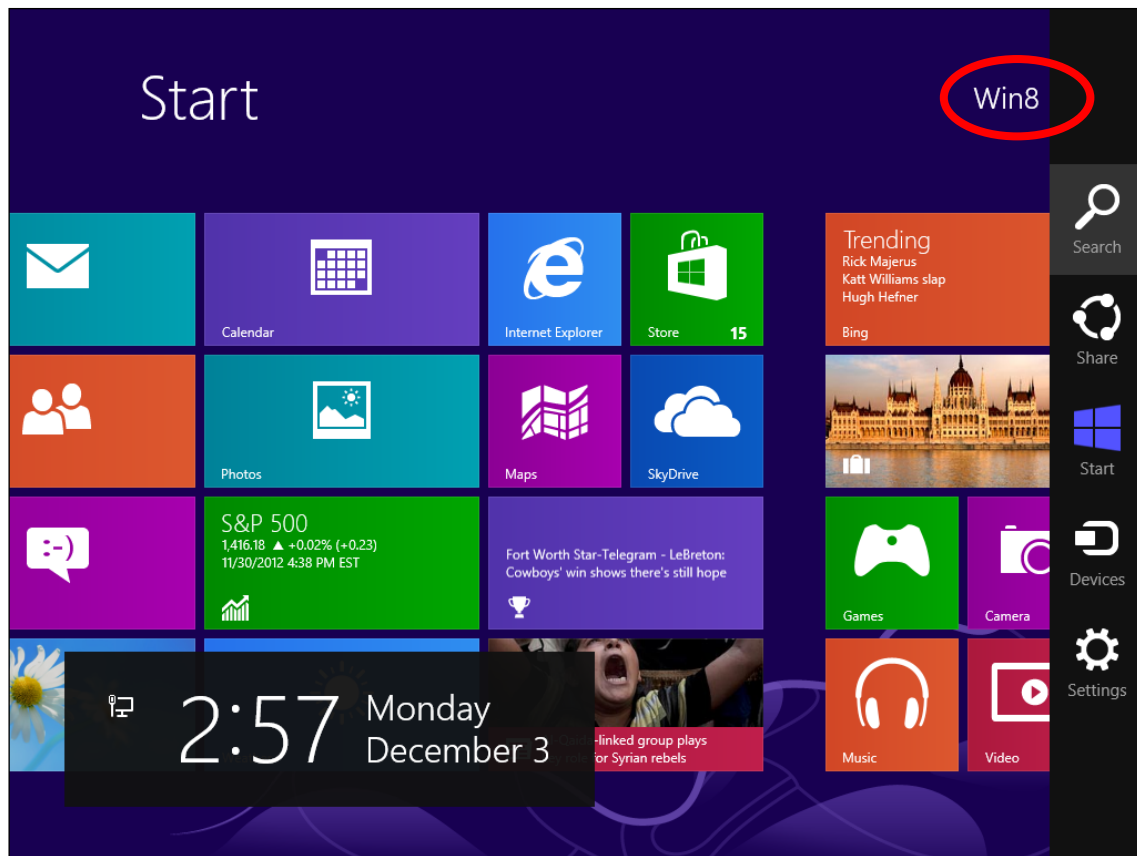 Start
Win8
Search
Share
Start
Devices
Settings
Calendar
Internet Explorer
Store
15
Trending
Rick Majerus
Katt Williams slap
Hugh Hefner
Bing
Photos
Maps
SkyDrive
:-)
S&P 500
1,416.18 ▲ +0.02% (+0.23)
11/30/2012 4:38 PM EST
Fort Worth Star-Telegram - LeBreton:
Cowboys' win shows there's still hope
Games
Camera
2:57
Monday
December 3
-linked group plays
for Syrian rebels
Music
Video